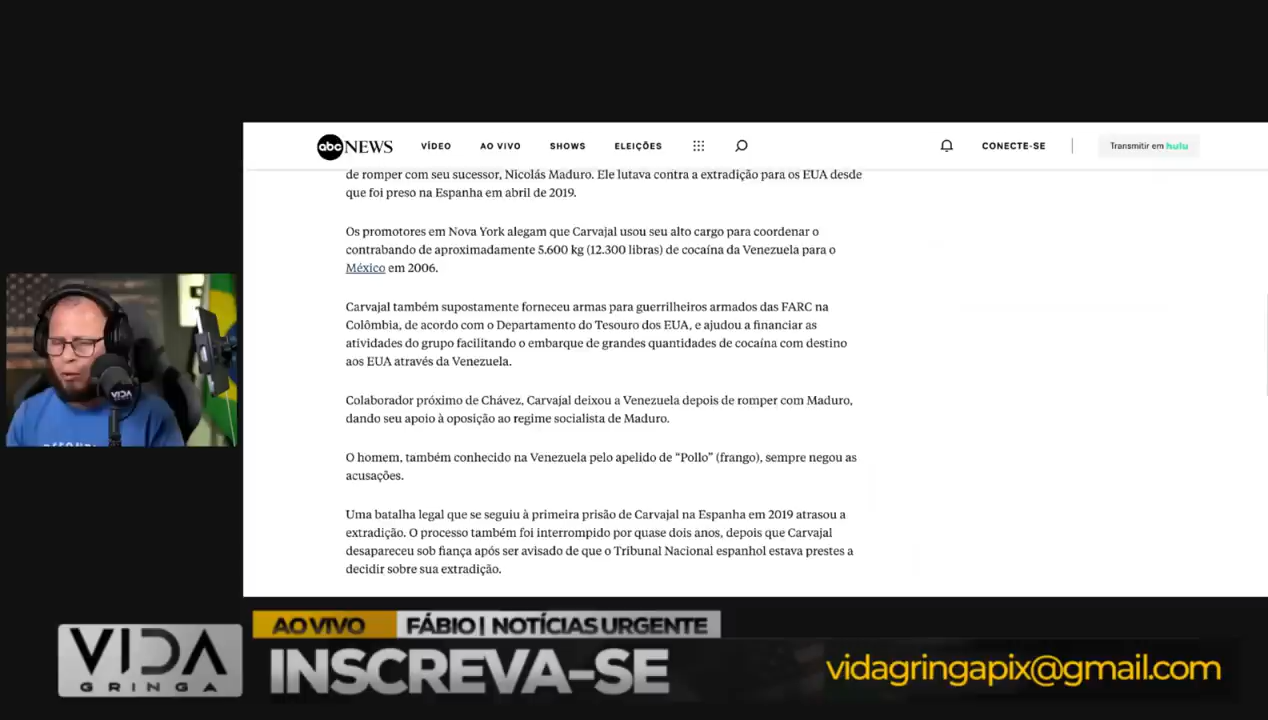 abc NEWS VÍDEO AO VIVO SHOWS ELEIÇÕES CONECTE-SE Transmitir em hulu
de romper com seu sucessor, Nicolás Maduro. Ele lutava contra a extradição para os EUA desde
que foi preso na Espanha em abril de 2019.
Os promotores em Nova York alegam que Carvajal usou seu alto cargo para coordenar o
contrabando de aproximadamente 5.600 kg (12.300 libras) de cocaína da Venezuela para o
México em 2006.
Carvajal também supostamente forneceu armas para guerrilheiros armados das FARC na
Colômbia, de acordo com o Departamento do Tesouro dos EUA, e ajudou a financiar as
atividades do grupo facilitando o embarque de grandes quantidades de cocaína com destino
aos EUA através da Venezuela.
Colaborador próximo de Chávez, Carvajal deixou a Venezuela depois de romper com Maduro,
dando seu apoio à oposição ao regime socialista de Maduro.
O homem, também conhecido na Venezuela pelo apelido de “Pollo” (frango), sempre negou as
acusações.
Uma batalha legal que se seguiu à primeira prisão de Carvajal na Espanha em 2019 atrasou a
extradição. O processo também foi interrompido por quase dois anos, depois que Carvajal
desapareceu sob fiança após ser avisado de que o Tribunal Nacional espanhol estava prestes a
decidir sobre sua extradição.
VIDA
AO VIVO FÁBIO | NOTÍCIAS URGENTE
VIDA
GRINGA
INSCREVA-SE
vidagringapix@gmail.com